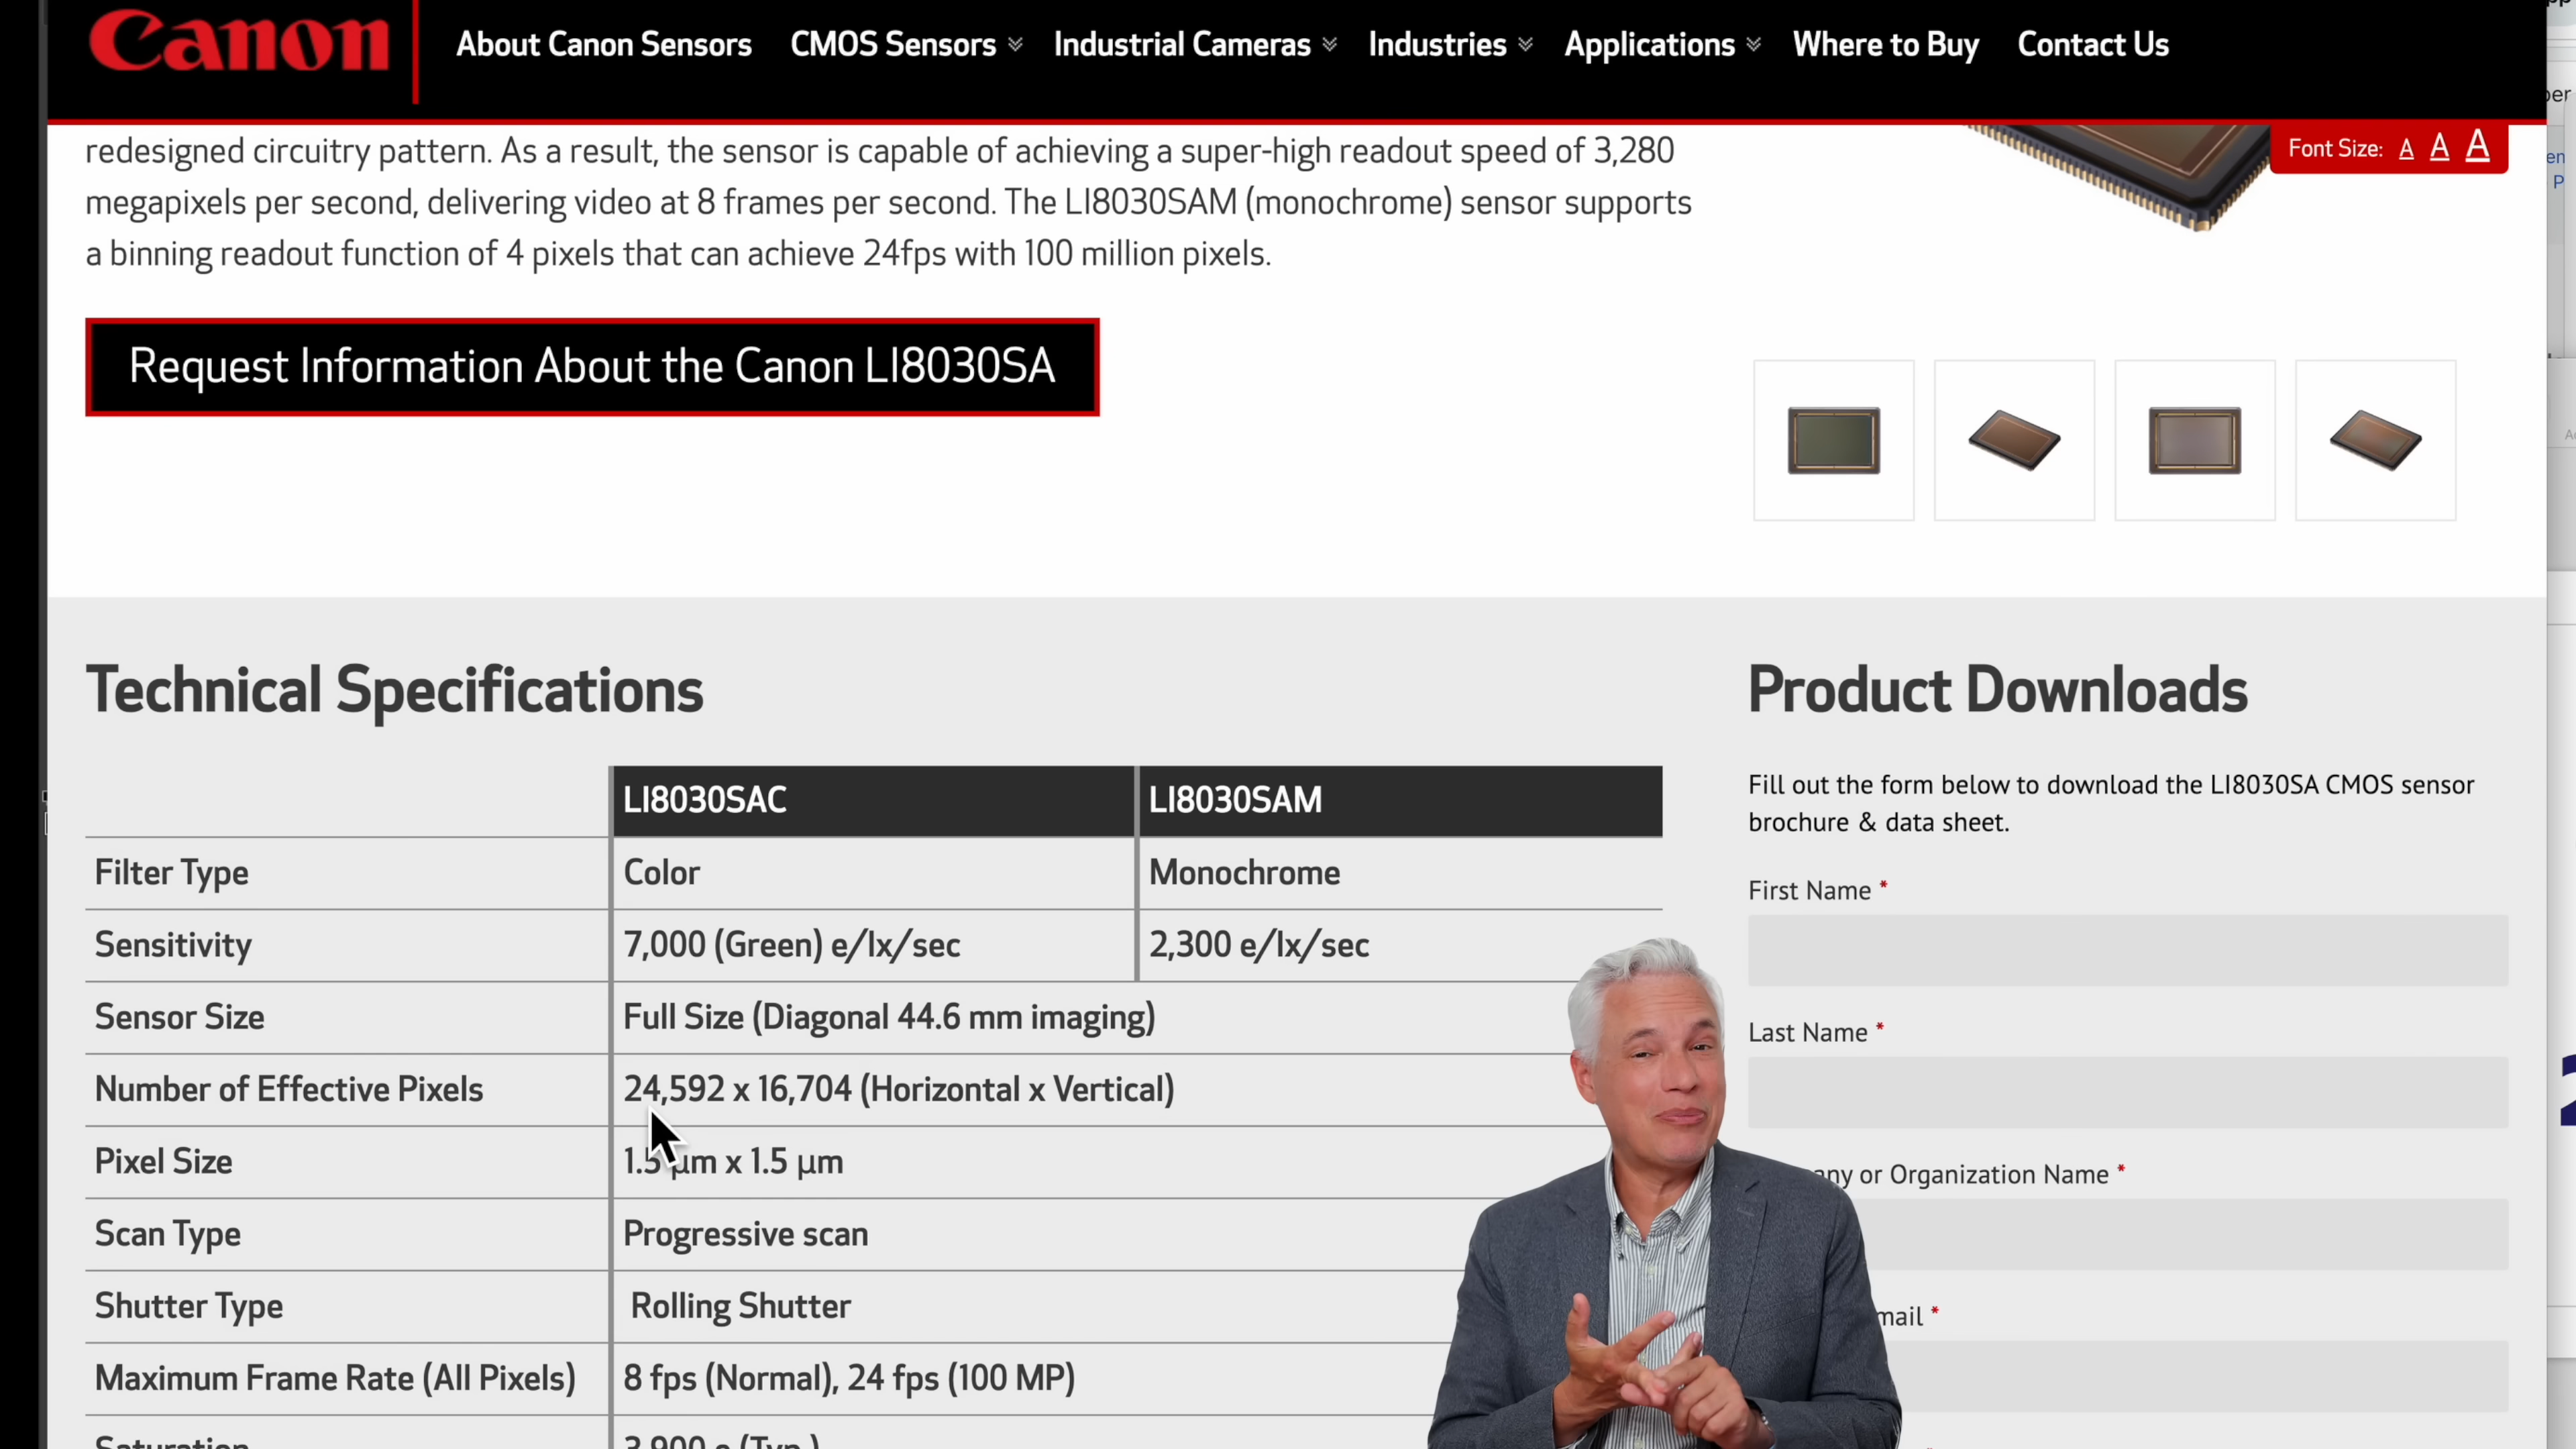 Canon
About Canon Sensors
CMOS Sensors
Industrial Cameras
Industries
Applications
Where to Buy
Contact Us
redesigned circuitry pattern. As a result, the sensor is capable of achieving a super-high readout speed of 3,280
megapixels per second, delivering video at 8 frames per second. The LI8030SAM (monochrome) sensor supports
a binning readout function of 4 pixels that can achieve 24fps with 100 million pixels.
Font Size: A A A
Request Information About the Canon LI8030SA
Technical Specifications
LI8030SAC LI8030SAM
Filter Type Color Monochrome
Sensitivity 7,000 (Green) e/lx/sec 2,300 e/lx/sec
Sensor Size Full Size (Diagonal 44.6 mm imaging)
Number of Effective Pixels 24,592 x 16,704 (Horizontal x Vertical)
Pixel Size 1.5 µm x 1.5 µm
Scan Type Progressive scan
Shutter Type Rolling Shutter
Maximum Frame Rate (All Pixels) 8 fps (Normal), 24 fps (100 MP)
Product Downloads
Fill out the form below to download the LI8030SA CMOS sensor
brochure & data sheet.
First Name *
Last Name *
or Organization Name *